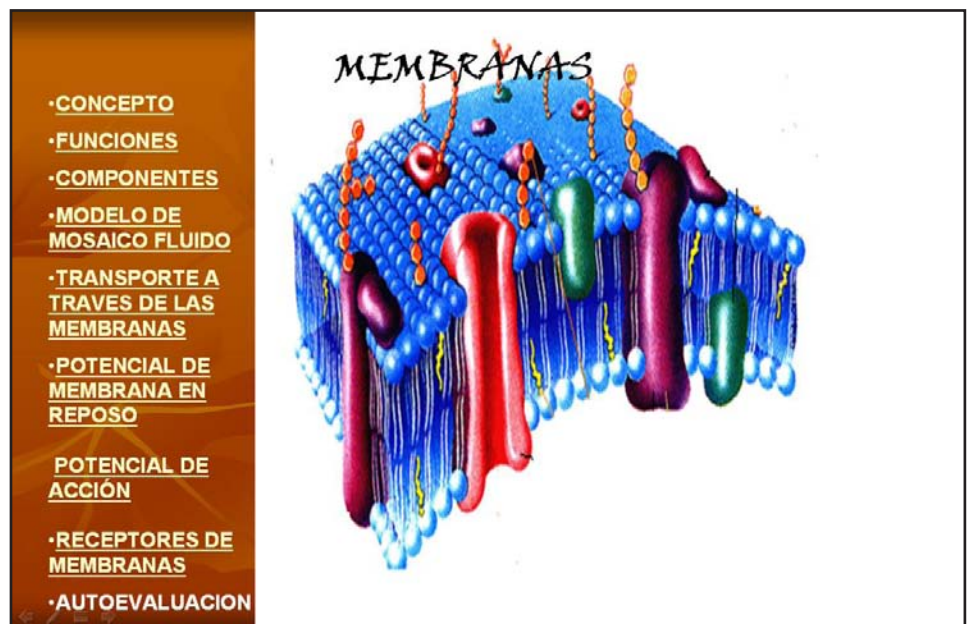 MEMBRANAS
•CONCEPTO
•FUNCIONES
•COMPONENTES
•MODELO DE
MOSAICO FLUIDO
•TRANSPORTE A
TRAVES DE LAS
MEMBRANAS
•POTENCIAL DE
MEMBRANA EN
REPOSO
POTENCIAL DE
ACCIÓN
•RECEPTORES DE
MEMBRANAS
•AUTOEVALUACION